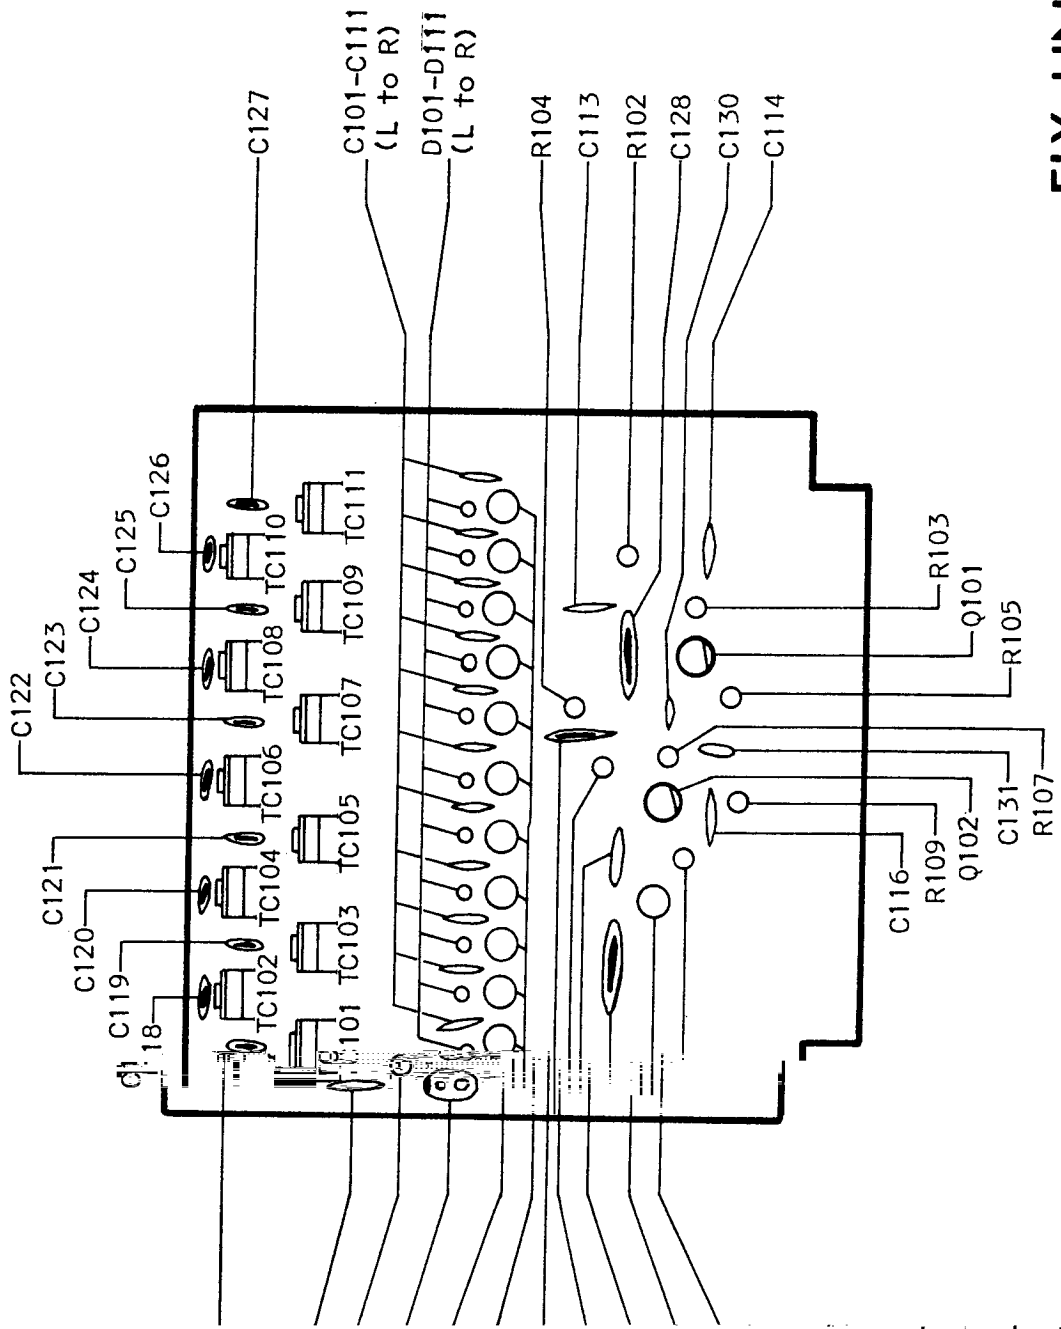 C127
C101-C111
(L to R)
D101-D111
(L to R)
R104
C113
R102
C128
C130
C114
C126
C125
C124
C123
C122
C121
C120
C119
18
TC110
TC108
TC106
TC104
TC102
TC111
TC109
TC107
TC105
TC103
101
R103
Q101
R105
R107
C131
Q102
R109
C116